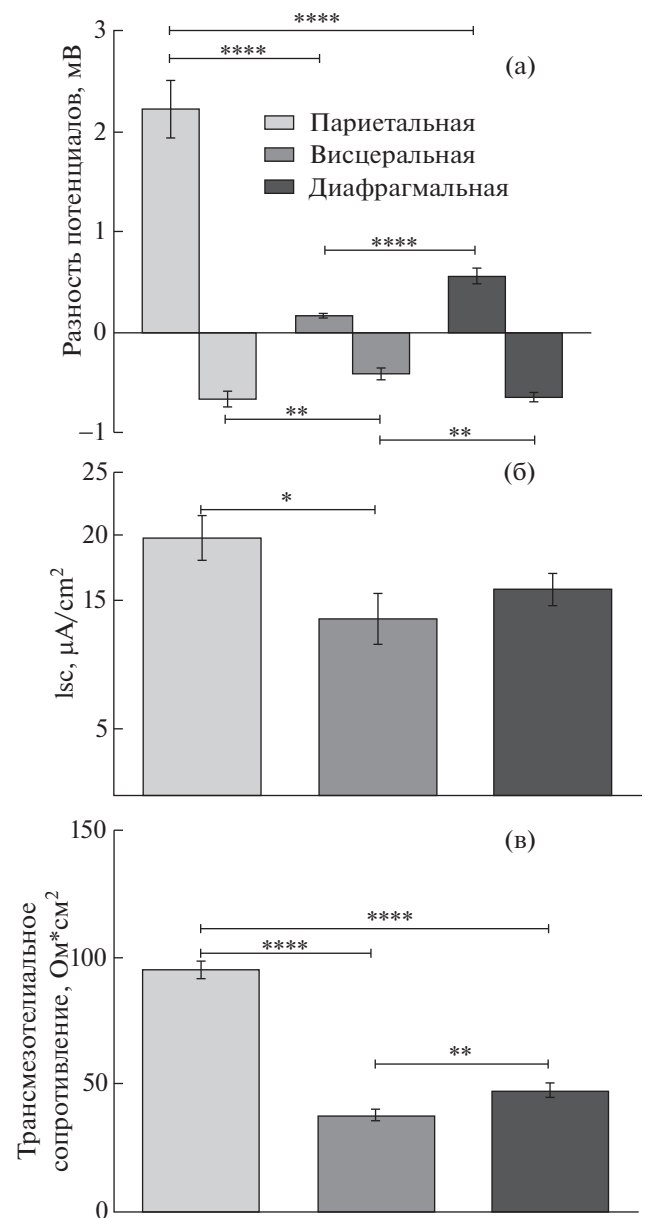 3
****
****
(а)
Разность потенциалов, мВ
2
Париетальная
Висцеральная
Диафрагмальная
1
****
0
**
**
–1
25
(б)
*
20
Isc, μA/cm²
15
5
150
(в)
Трансмезотелиальное
сопротивление, Ом*см²
****
****
100
**
50
0